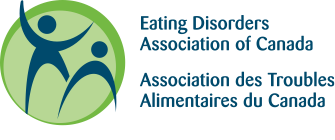 Eating Disorders
Association of Canada
Association des Troubles
Alimentaires du Canada